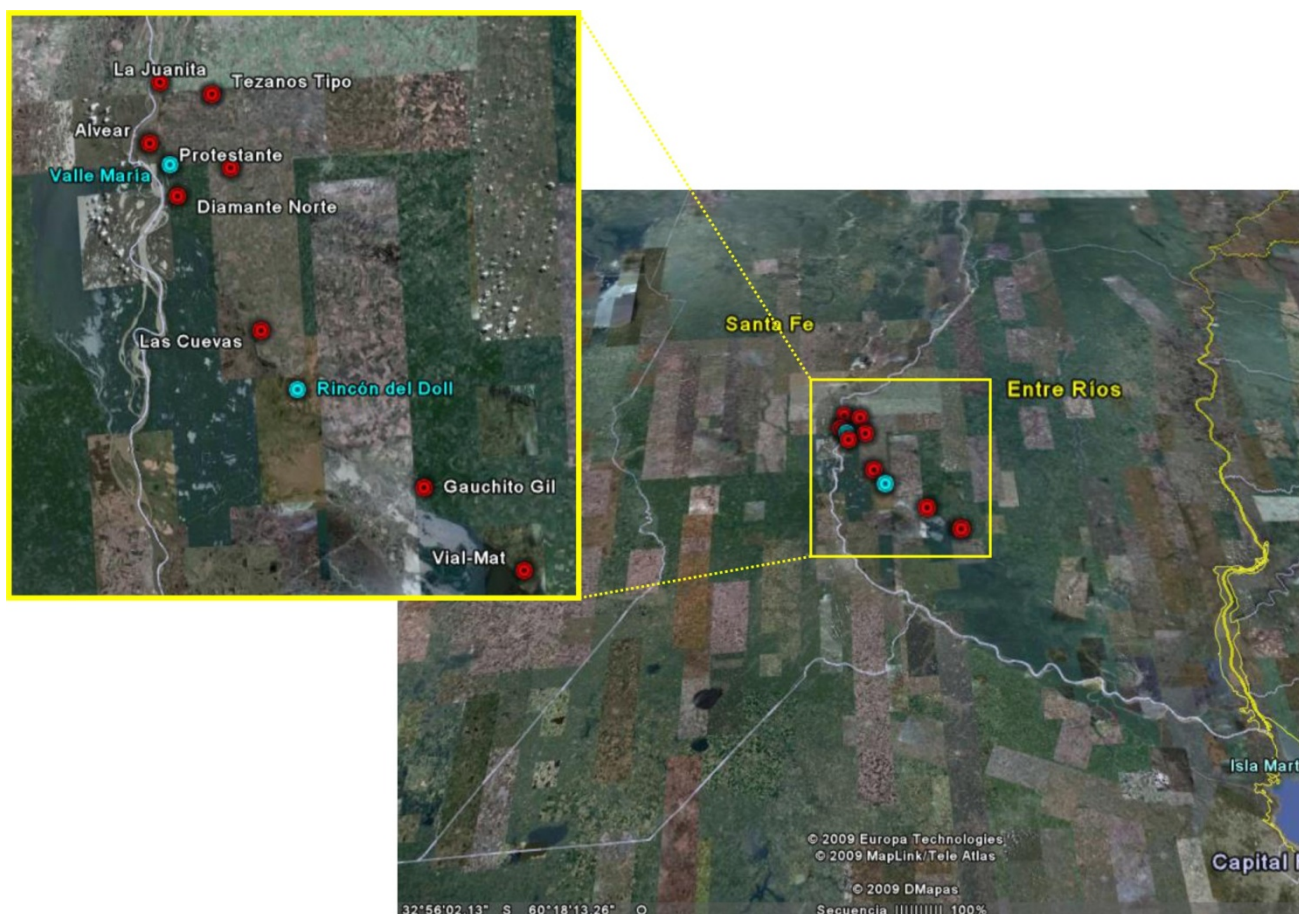 La Juanita
Tezanos Tipo
Alvear
Protestante
Valle María
Diamante Norte
Las Cuevas
Rincón del Doll
Gauchito Gil
Vial-Mat
Santa Fe
Entre Ríos
Isla Mart
© 2009 Europa Technologies
© 2009 MapLink/Tele Atlas
Capital
© 2009 DMapas
32°56'02.13" S 60°18'13.26" O
Secuencia |||||||||| 100%